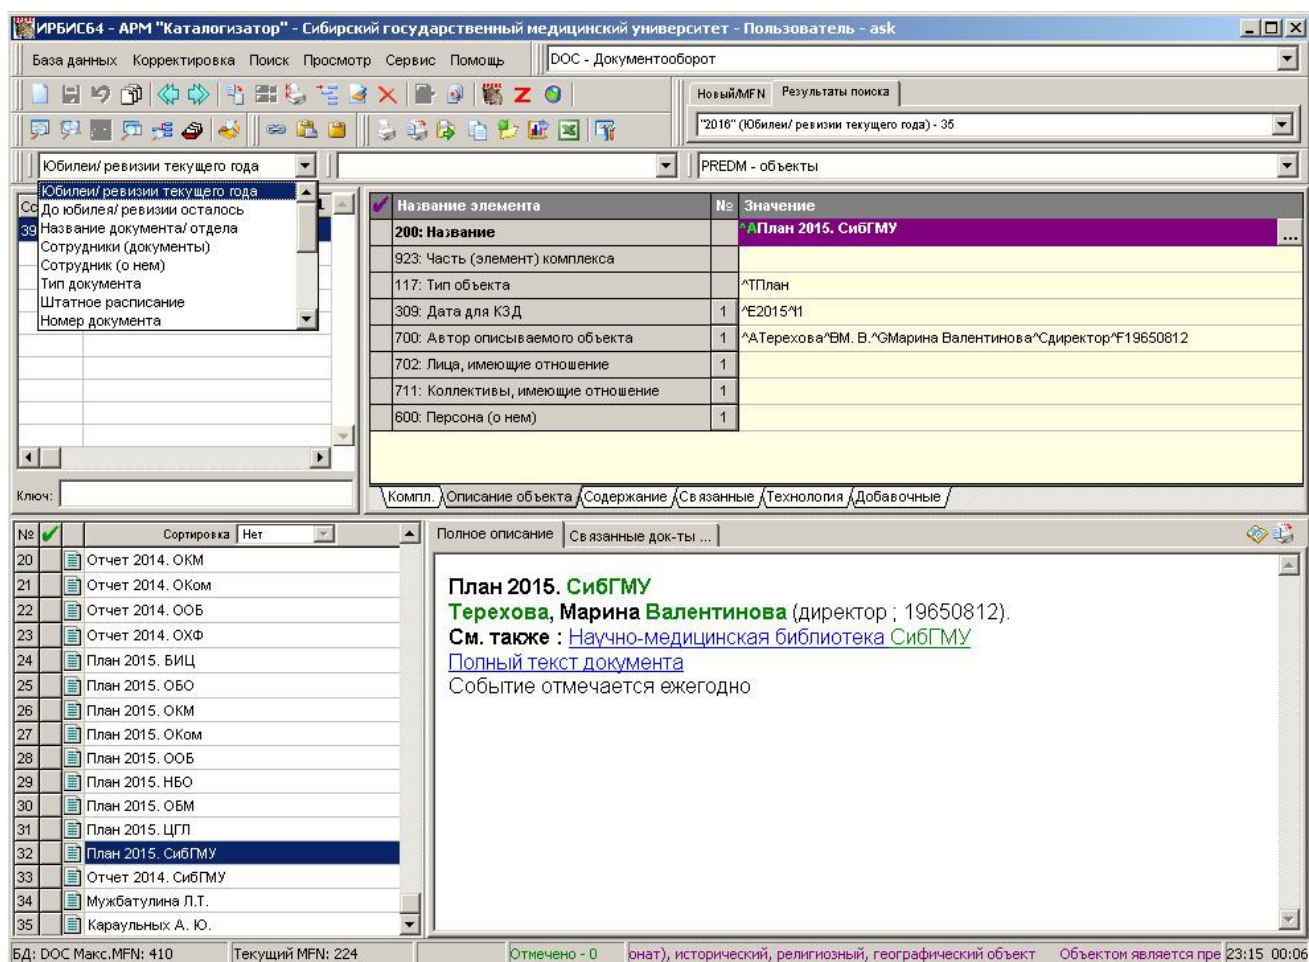 ИРБИС64 - АРМ "Каталогизатор" - Сибирский государственный медицинский университет - Пользователь - ask
База данных Корректировка Поиск Просмотр Сервис Помощь
DOC - Документооборот
Новый/MFN Результаты поиска
"2016" (Юбилеи/ ревизии текущего года) - 35
Юбилеи/ ревизии текущего года
PREDM - объекты
Юбилеи/ ревизии текущего года
До юбилея/ ревизии осталось
Название документа/ отдела
Сотрудники (документы)
Сотрудник (о нем)
Тип документа
Штатное расписание
Номер документа
39
Ключ:
Название элемента № Значение
200: Название ^AПлан 2015. СибГМУ ...
923: Часть (элемент) комплекса
117: Тип объекта ^TПлан
309: Дата для КЗД 1 ^E2015^I1
700: Автор описываемого объекта 1 ^AТерехова^BМ. В.^GМарина Валентинова^Cдиректор^F19650812
702: Лица, имеющие отношение 1
711: Коллективы, имеющие отношение 1
600: Персона (о нем) 1
Компл. Описание объекта Содержание Связанные Технология Добавочные
№ Сортировка Нет
20 Отчет 2014. ОКМ
21 Отчет 2014. ОКом
22 Отчет 2014. ООБ
23 Отчет 2014. ОХФ
24 План 2015. БИЦ
25 План 2015. ОБО
26 План 2015. ОКМ
27 План 2015. ОКом
28 План 2015. ООБ
29 План 2015. НБО
30 План 2015. ОБМ
31 План 2015. ЦГЛ
32 План 2015. СибГМУ
33 Отчет 2014. СибГМУ
34 Мужбатулина Л.Т.
35 Караульных А. Ю.
Полное описание Связанные док-ты ...
План 2015. СибГМУ
Терехова, Марина Валентинова (директор ; 19650812).
См. также : Научно-медицинская библиотека СибГМУ
Полный текст документа
Событие отмечается ежегодно
БД: DOC Макс.MFN: 410 Текущий MFN: 224 Отмечено - 0 онат), исторический, религиозный, географический объект Объектом является пре 23:15 00:06